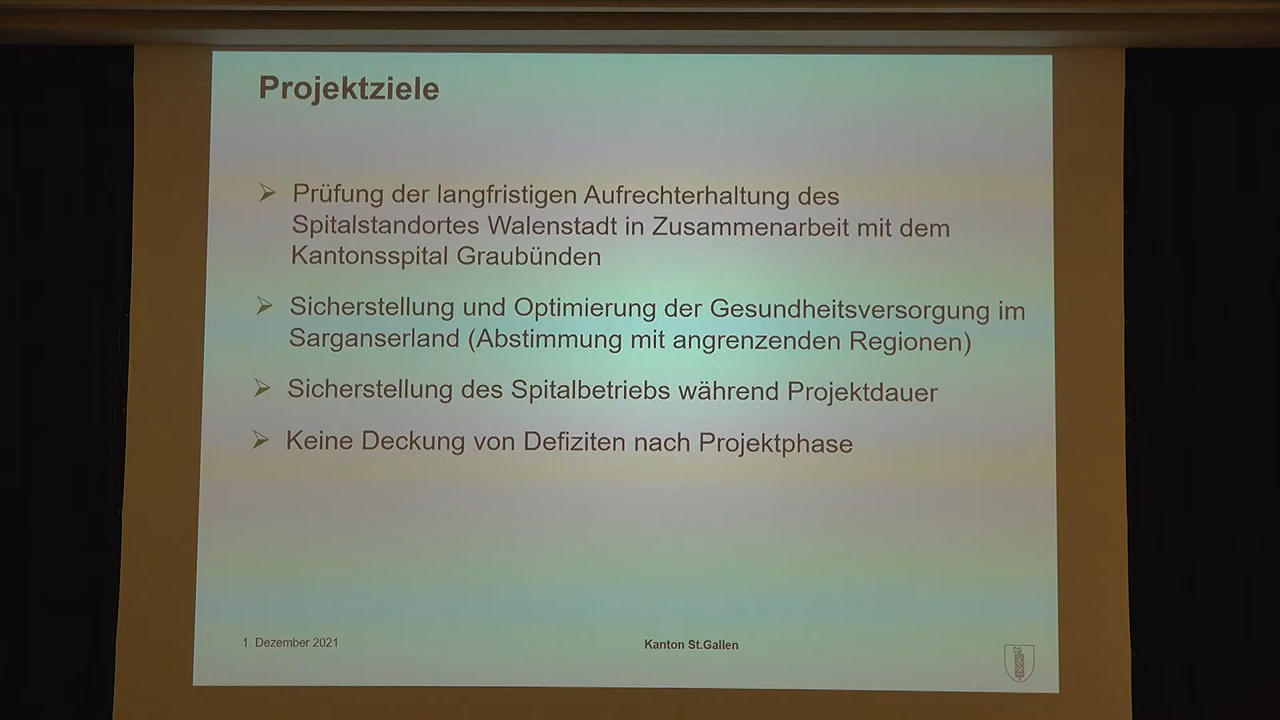 Projektziele
Prüfung der langfristigen Aufrechterhaltung des
Spitalstandortes Walenstadt in Zusammenarbeit mit dem
Kantonsspital Graubünden
Sicherstellung und Optimierung der Gesundheitsversorgung im
Sarganserland (Abstimmung mit angrenzenden Regionen)
Sicherstellung des Spitalbetriebs während Projektdauer
Keine Deckung von Defiziten nach Projektphase
1. Dezember 2021
Kanton St.Gallen